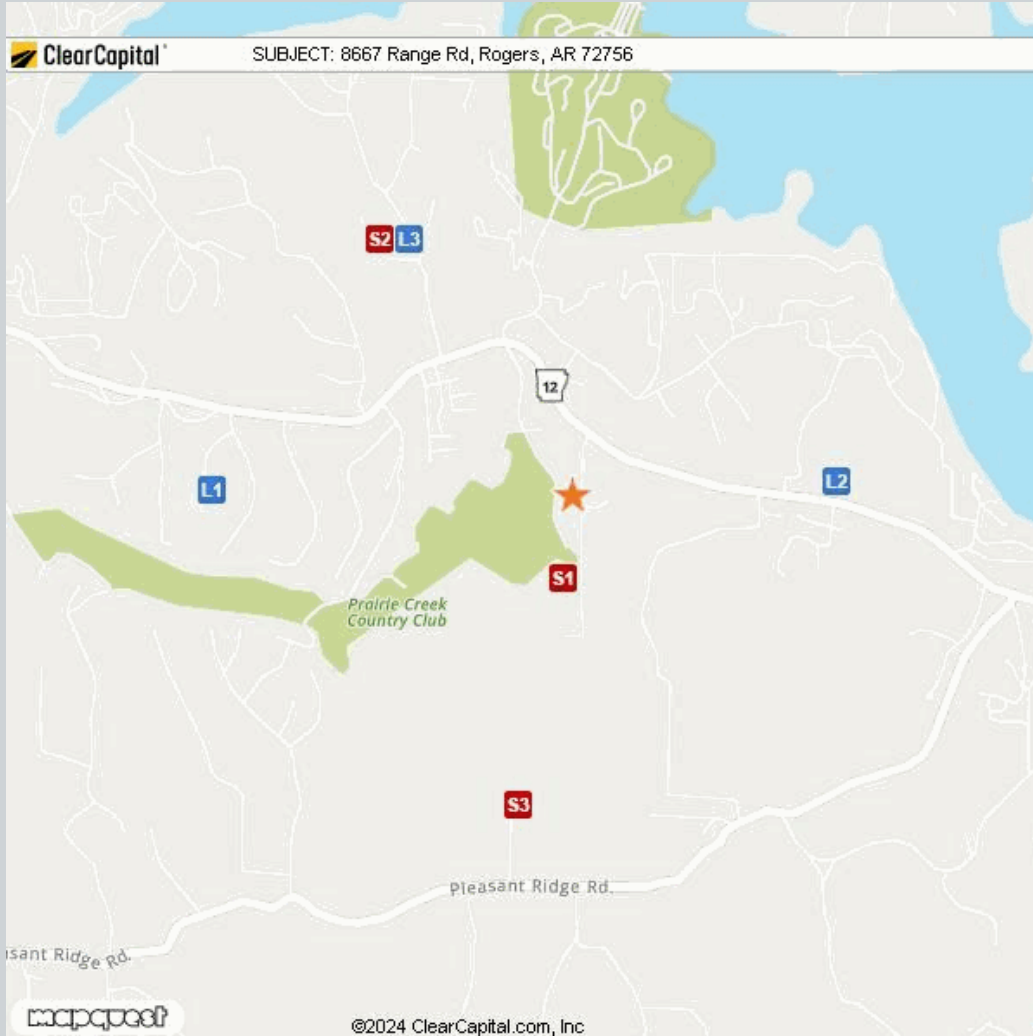 ClearCapital
SUBJECT: 8667 Range Rd, Rogers, AR 72756
S2 L3
12
L1
L2
S1
Prairie Creek
Country Club
S3
Pleasant Ridge Rd.
asant Ridge Rd.
mapquest
©2024 ClearCapital.com, Inc